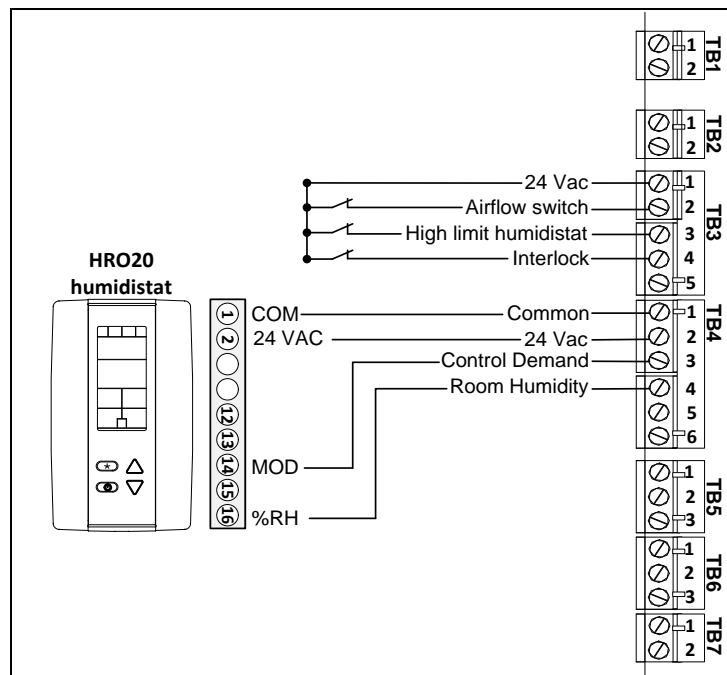 1
TB1
2
1
TB2
2
24 Vac 1
Airflow switch 2
TB3
High limit humidistat 3
Interlock 4
5
HRO20
humidistat
1 COM Common 1
TB4
2 24 VAC 24 Vac 2
Control Demand 3
Room Humidity 4
12 5
13 6
14 MOD
15
16 %RH
1
TB5
2
3
1
TB6
2
3
1
TB7
2